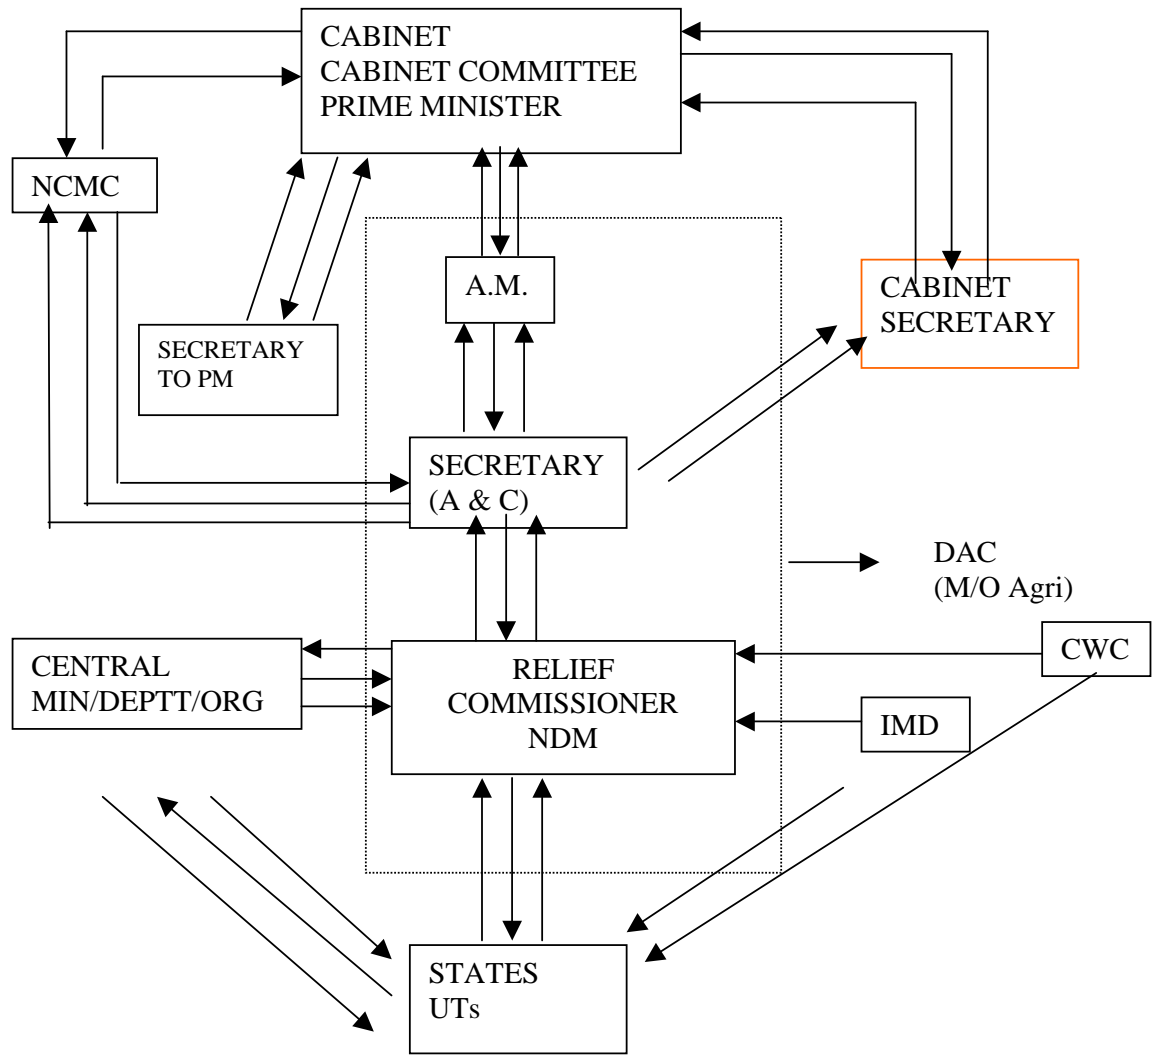 CABINET
CABINET COMMITTEE
PRIME MINISTER
NCMC
A.M.
CABINET
SECRETARY
SECRETARY
TO PM
SECRETARY
(A & C)
DAC
(M/O Agri)
CENTRAL
MIN/DEPTT/ORG
RELIEF
COMMISSIONER
NDM
CWC
IMD
STATES
UTs